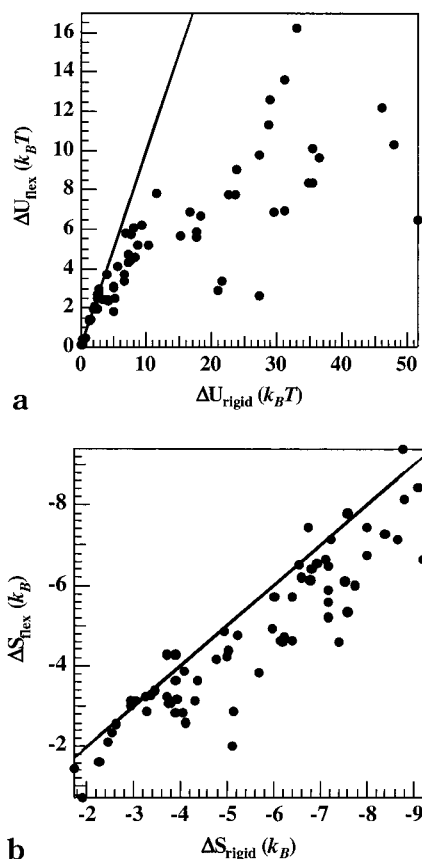 16
14
12
10
8
6
4
2
0
ΔU_flex (k_BT)
0 10 20 30 40 50
ΔU_rigid (k_BT)
a
-8
-6
-4
-2
ΔS_flex (k_B)
-2 -3 -4 -5 -6 -7 -8 -9
ΔS_rigid (k_B)
b